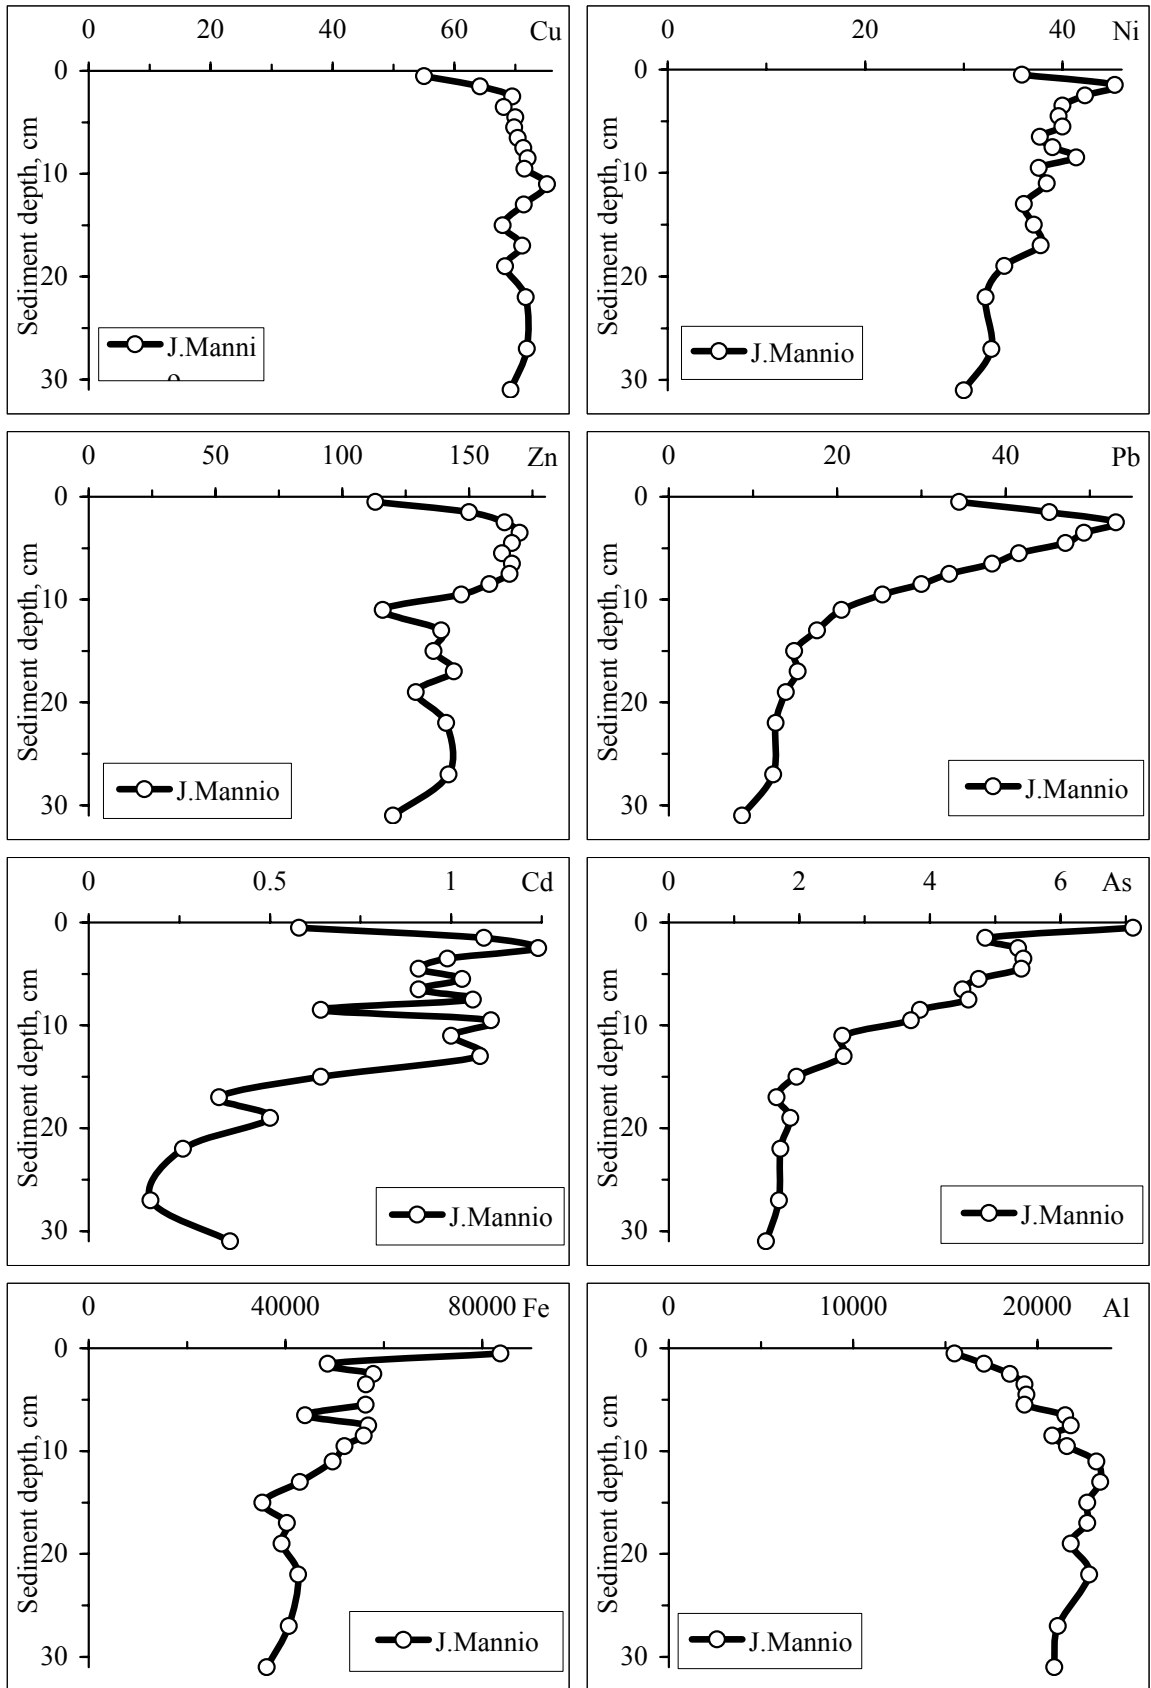 0 20 40 60 Cu
0
10
20
30
Sediment depth, cm
J.Manni
o
0 20 40 Ni
0
10
20
30
Sediment depth, cm
J.Mannio
0 50 100 150 Zn
0
10
20
30
Sediment depth, cm
J.Mannio
0 20 40 Pb
0
10
20
30
Sediment depth, cm
J.Mannio
0 0.5 1 Cd
0
10
20
30
Sediment depth, cm
J.Mannio
0 2 4 6 As
0
10
20
30
Sediment depth, cm
J.Mannio
0 40000 80000 Fe
0
10
20
30
Sediment depth, cm
J.Mannio
0 10000 20000 Al
0
10
20
30
Sediment depth, cm
J.Mannio